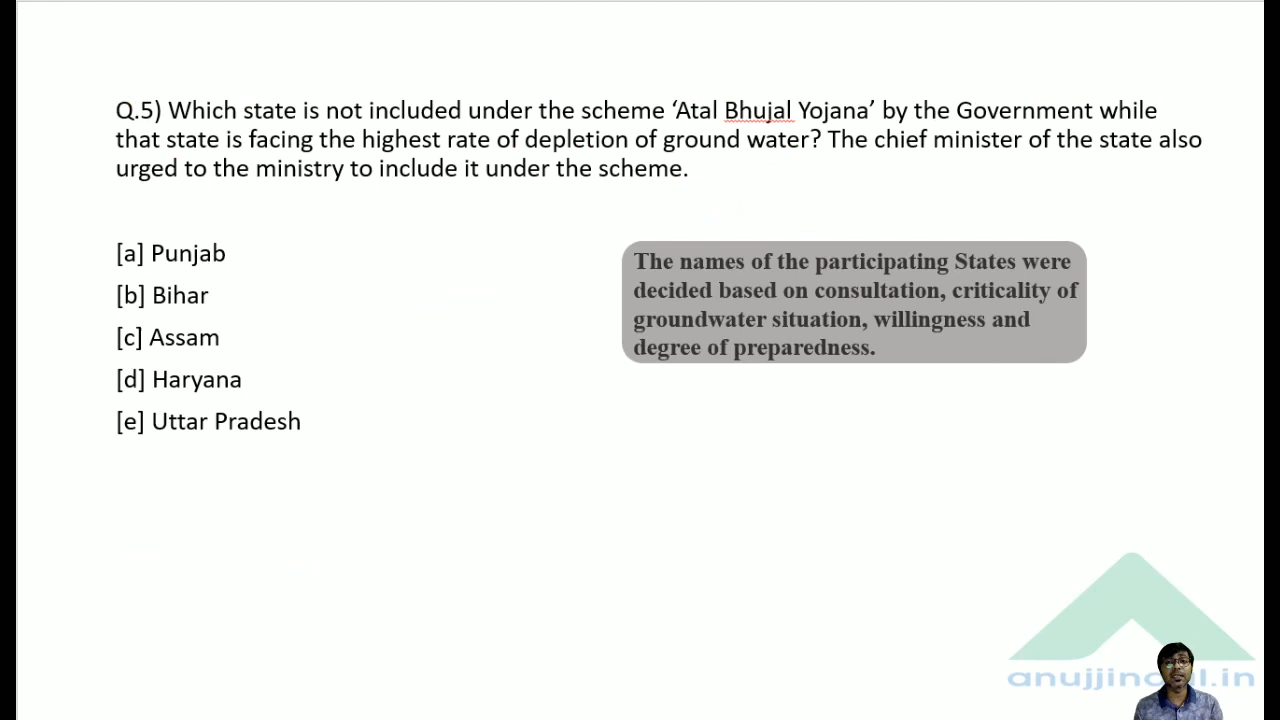 Q.5) Which state is not included under the scheme ‘Atal Bhujal Yojana’ by the Government while
that state is facing the highest rate of depletion of ground water? The chief minister of the state also
urged to the ministry to include it under the scheme.
[a] Punjab
[b] Bihar
[c] Assam
[d] Haryana
[e] Uttar Pradesh
The names of the participating States were
decided based on consultation, criticality of
groundwater situation, willingness and
degree of preparedness.